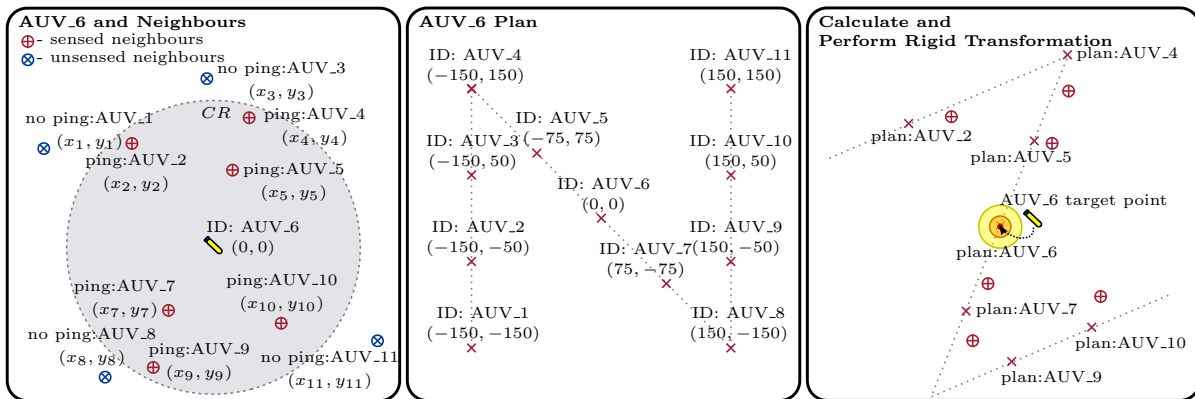 AUV_6 and Neighbours
⊕- sensed neighbours
⊗- unsensed neighbours
no ping:AUV_3
(x₃, y₃)
CR
ping:AUV_4
(x₄, y₄)
no ping:AUV_1
(x₁, y₁)
ping:AUV_2
(x₂, y₂)
ping:AUV_5
(x₅, y₅)
ID: AUV_6
(0, 0)
ping:AUV_7
(x₇, y₇)
ping:AUV_10
(x₁₀, y₁₀)
no ping:AUV_8
(x₈, y₈)
ping:AUV_9
(x₉, y₉)
no ping:AUV_11
(x₁₁, y₁₁)
AUV_6 Plan
ID: AUV_4
(−150, 150)
ID: AUV_11
(150, 150)
ID: AUV_5
(−75, 75)
ID: AUV_3
(−150, 50)
ID: AUV_10
(150, 50)
ID: AUV_6
(0, 0)
ID: AUV_2
(−150, −50)
ID: AUV_9
(150, −50)
ID: AUV_7
(75, −75)
ID: AUV_1
(−150, −150)
ID: AUV_8
(150, −150)
Calculate and
Perform Rigid Transformation
plan:AUV_4
plan:AUV_2
plan:AUV_5
AUV_6 target point
plan:AUV_6
plan:AUV_7
plan:AUV_10
plan:AUV_9